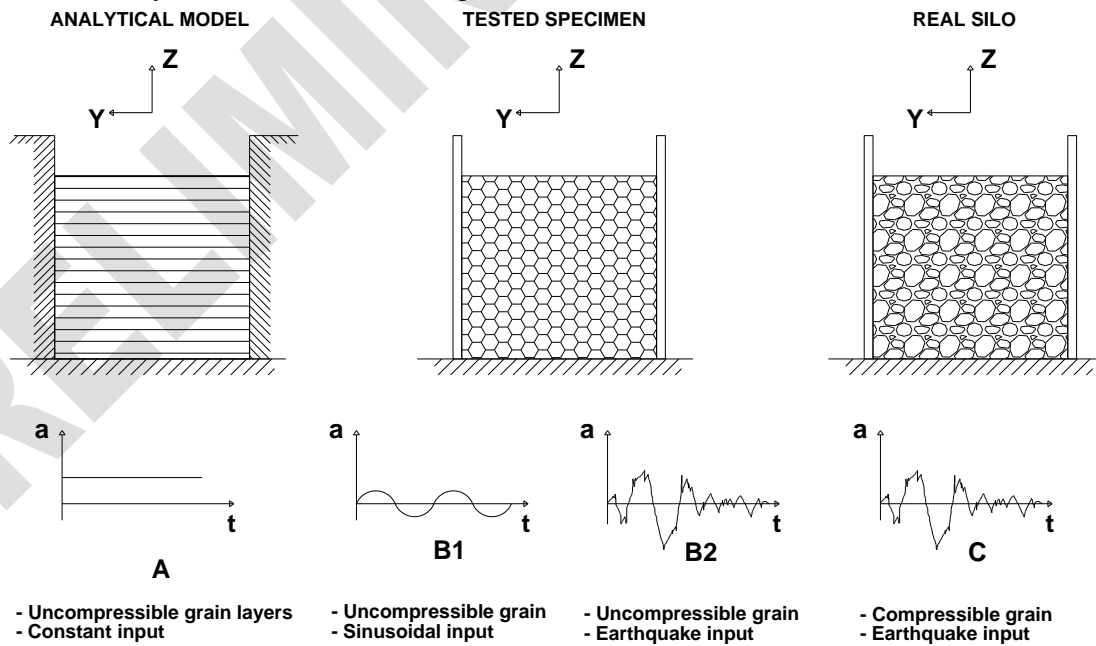 ANALYTICAL MODEL
TESTED SPECIMEN
REAL SILO
Z
Y
Z
Y
Z
Y
a
t
A
a
t
B1
a
t
B2
a
t
C
- Uncompressible grain layers
- Constant input
- Uncompressible grain
- Sinusoidal input
- Uncompressible grain
- Earthquake input
- Compressible grain
- Earthquake input